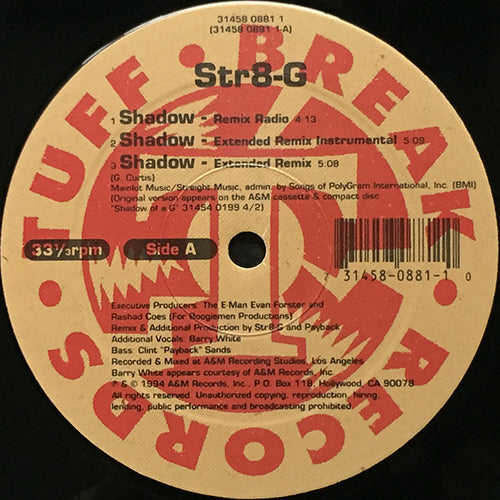 31458 0881 1
(31458 0881 1-A)
TUFF · BREAK · RECORDS ·
Str8-G
1 Shadow - Remix Radio 4:13
2 Shadow - Extended Remix Instrumental 5:09
3 Shadow - Extended Remix 5:08
(G. Curtis)
Mainlot Music/Straight Music, admin. by Songs of PolyGram International, Inc. (BMI)
(Original version appears on the A&M cassette & compact disc
"Shadow of a G" 31454 0199 4/2)
33⅓rpm
Side A
7 31458-0881-1 0
Executive Producers: The E-Man Evan Forster and
Rashad Coes (For Boogiemen Productions)
Remix & Additional Production by Str8-G and Payback
Additional Vocals: Barry White
Bass: Clint "Payback" Sands
Recorded & Mixed at A&M Recording Studios, Los Angeles
Barry White appears courtesy of A&M Records, Inc.
℗ & © 1994 A&M Records, Inc., P.O. Box 118, Hollywood, CA 90078
All rights reserved. Unauthorized copying, reproduction, hiring,
lending, public performance and broadcasting prohibited.